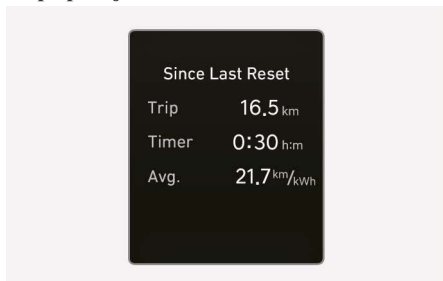 Since Last Reset
Trip 16.5 km
Timer 0:30 h:m
Avg. 21.7 km/kWh